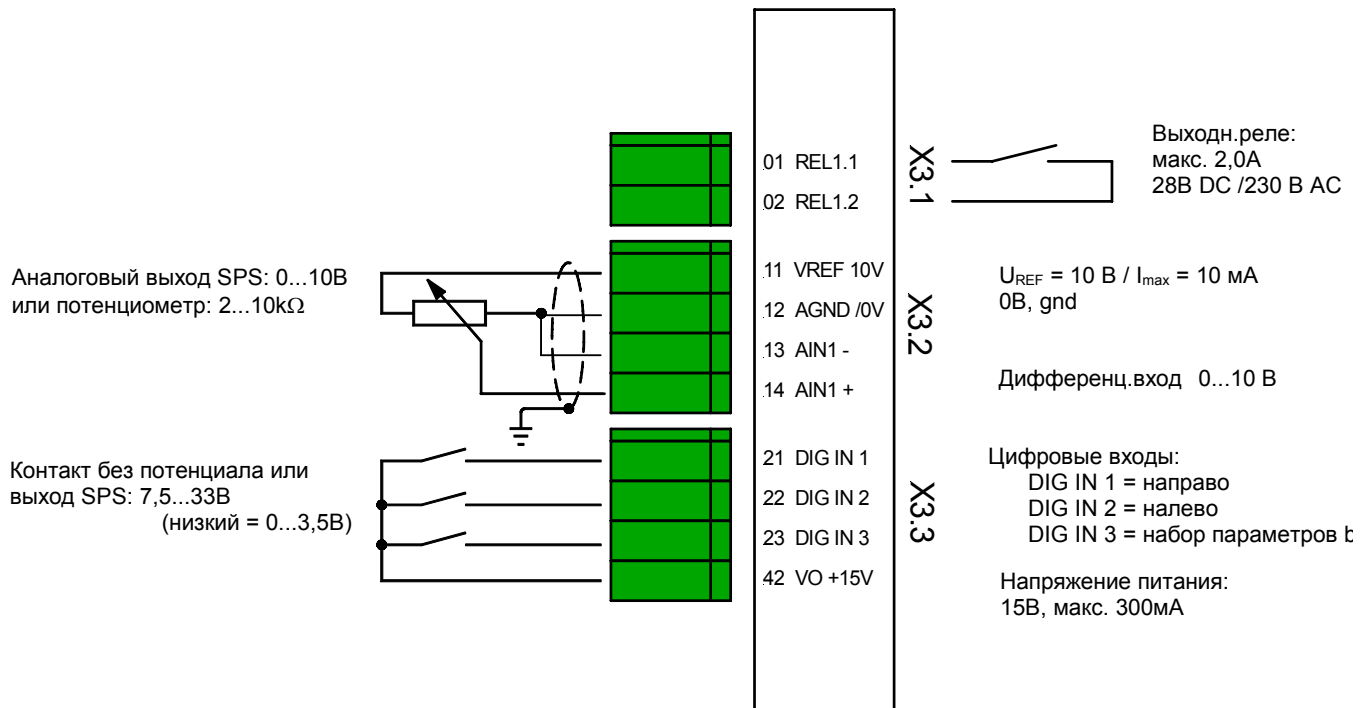 Выходн.реле:
макс. 2,0А
28В DC /230 В AC
01 REL1.1
02 REL1.2
X3.1
Аналоговый выход SPS: 0...10В
или потенциометр: 2...10kΩ
11 VREF 10V
12 AGND /0V
13 AIN1 -
14 AIN1 +
X3.2
UREF = 10 В / Imax = 10 мА
0В, gnd
Дифференц.вход 0...10 В
Контакт без потенциала или
выход SPS: 7,5...33В
(низкий = 0...3,5В)
21 DIG IN 1
22 DIG IN 2
23 DIG IN 3
42 VO +15V
X3.3
Цифровые входы:
DIG IN 1 = направо
DIG IN 2 = налево
DIG IN 3 = набор параметров b
Напряжение питания:
15В, макс. 300мА